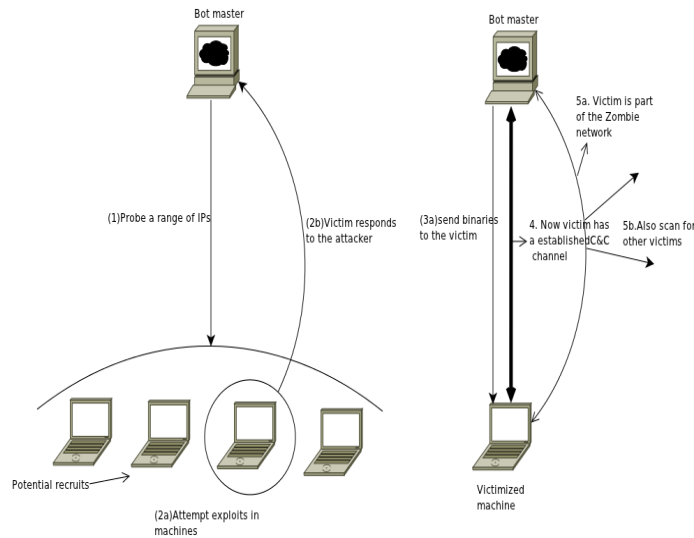 Bot master
(1)Probe a range of IPs
(2b)Victim responds
to the attacker
Potential recruits
(2a)Attempt exploits in
machines
Bot master
5a. Victim is part
of the Zombie
network
(3a)send binaries
to the victim
4. Now victim has
a establishedC&C
channel
5b.Also scan for
other victims
Victimized
machine